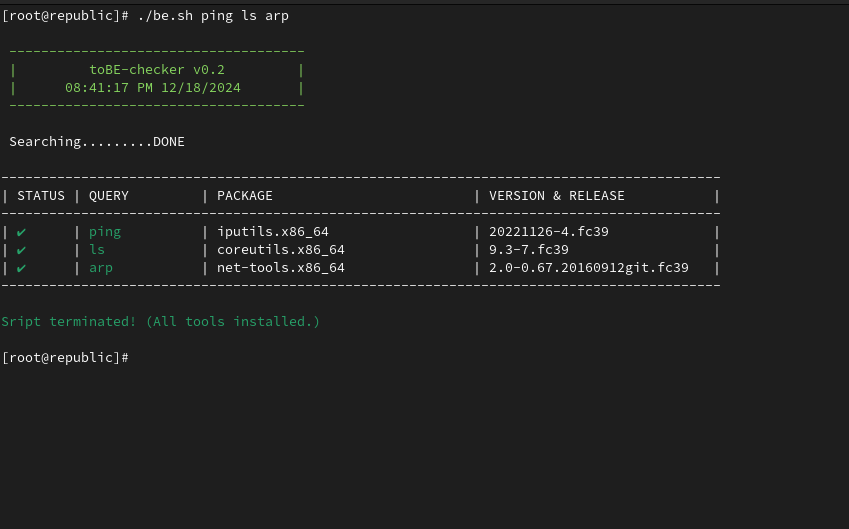 [root@republic]# ./be.sh ping ls arp
-------------------------------------
| toBE-checker v0.2 |
| 08:41:17 PM 12/18/2024 |
-------------------------------------
Searching.........DONE
------------------------------------------------------------------------------------------
| STATUS | QUERY | PACKAGE | VERSION & RELEASE |
------------------------------------------------------------------------------------------
| ✔ | ping | iputils.x86_64 | 20221126-4.fc39 |
| ✔ | ls | coreutils.x86_64 | 9.3-7.fc39 |
| ✔ | arp | net-tools.x86_64 | 2.0-0.67.20160912git.fc39 |
------------------------------------------------------------------------------------------
Sript terminated! (All tools installed.)
[root@republic]#